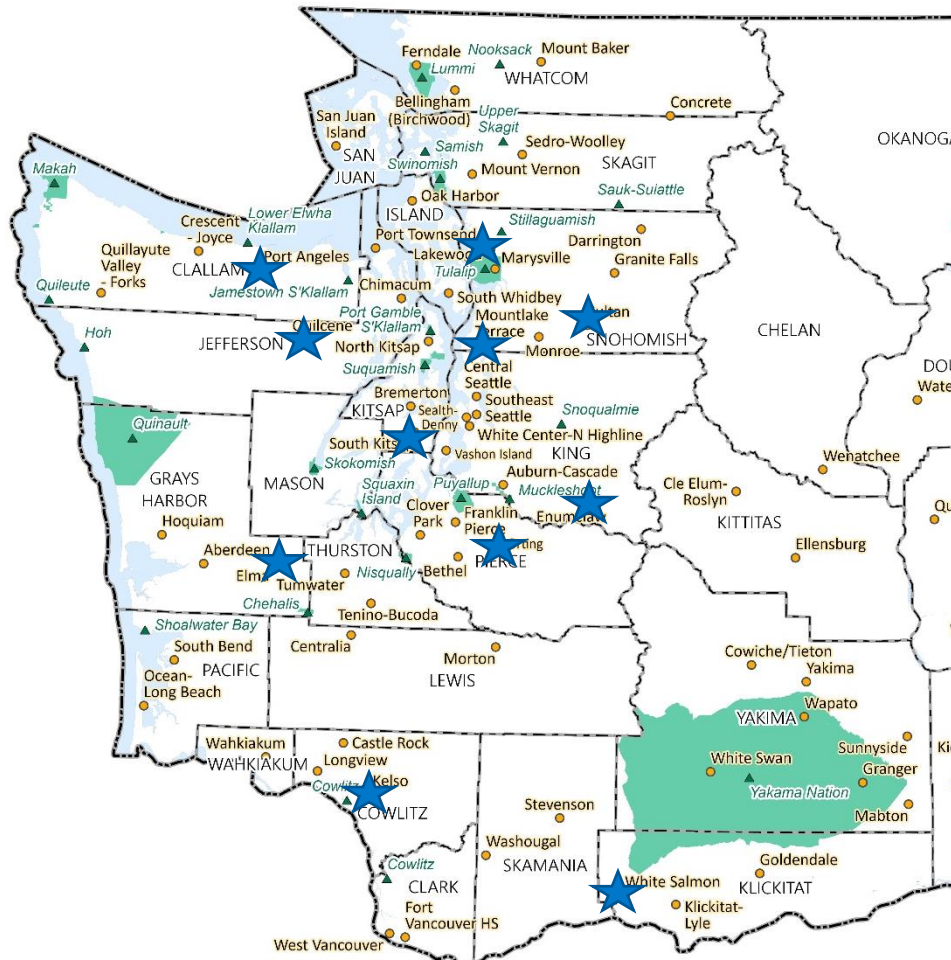 Ferndale
Lummi
Nooksack
Mount Baker
WHATCOM
Bellingham
(Birchwood)
Concrete
San Juan
Island
SAN
JUAN
Upper
Skagit
Samish
Sedro-Woolley
SKAGIT
OKANOGA
Swinomish
Mount Vernon
Makah
Sauk-Suiattle
Oak Harbor
ISLAND
Lower Elwha
Klallam
Stillaguamish
Crescent
- Joyce
Port Townsend
Darrington
Quillayute
Valley
- Forks
CLALLAM
Port Angeles
Tulalip
Marysville
Granite Falls
Quileute
Jamestown S'Klallam
Chimacum
South Whidbey
Hoh
JEFFERSON
Quilcene
Port Gamble
S'Klallam
North Kitsap
Mountlake
Terrace
Monroe
SNOHOMISH
CHELAN
Suquamish
Central
Seattle
Bremerton
KITSAP
Sealth-
Denny
Southeast
Seattle
Snoqualmie
White Center-N Highline
KING
Quinault
Vashon Island
Skokomish
MASON
GRAYS
HARBOR
Squaxin
Island
Puyallup
Auburn-Cascade
Muckleshoot
Wenatchee
Cle Elum-
Roslyn
KITTITAS
Hoquiam
Clover
Park
Franklin
Pierce
Aberdeen
THURSTON
PIERCE
Ellensburg
Tumwater
Nisqually
-Bethel
Chehalis
Tenino-Bucoda
Shoalwater Bay
South Bend
PACIFIC
Centralia
Morton
LEWIS
Cowiche/Tieton
Yakima
Ocean-
Long Beach
Wapato
YAKIMA
Wahkiakum
WAHKIAKUM
Castle Rock
Longview
White Swan
Sunnyside
Yakama Nation
Granger
Mabton
Cowlitz
Kelso
COWLITZ
Stevenson
Washougal
SKAMANIA
Goldendale
Cowlitz
CLARK
White Salmon
KLICKITAT
Fort
Vancouver HS
Klickitat-
Lyle
West Vancouver